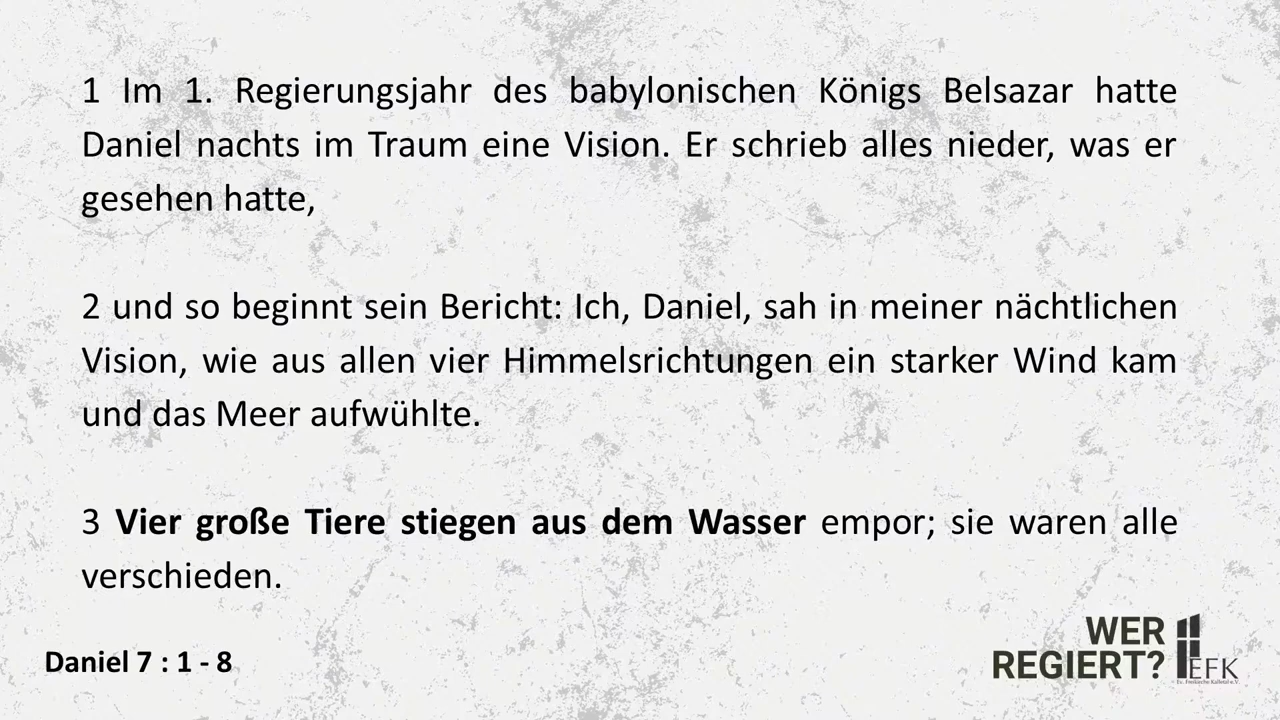 1 Im 1. Regierungsjahr des babylonischen Königs Belsazar hatte
Daniel nachts im Traum eine Vision. Er schrieb alles nieder, was er
gesehen hatte,
2 und so beginnt sein Bericht: Ich, Daniel, sah in meiner nächtlichen
Vision, wie aus allen vier Himmelsrichtungen ein starker Wind kam
und das Meer aufwühlte.
3 Vier große Tiere stiegen aus dem Wasser empor; sie waren alle
verschieden.
Daniel 7 : 1 - 8
WER
REGIERT?
EFK
Ev. Freikirche Kalletal e.V.